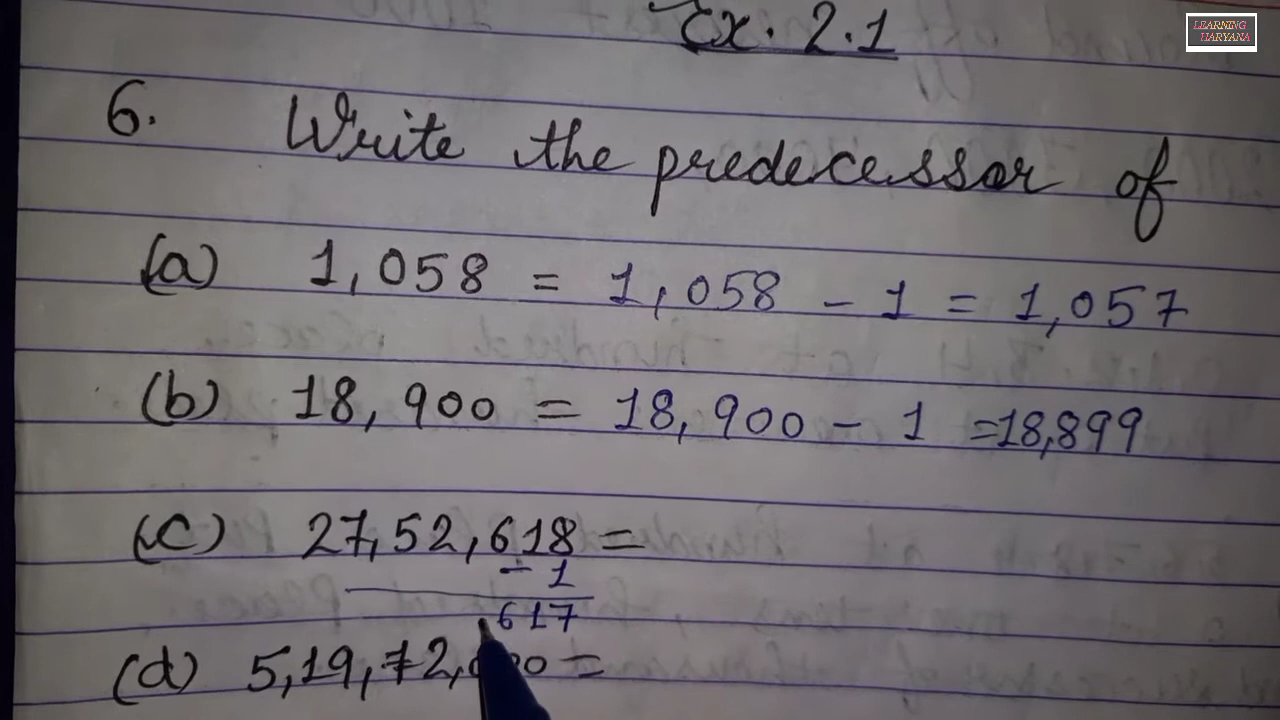 LEARNING
HARYANA
Ex. 2.1
6. Write the predecessor of
(a) 1,058 = 1,058 - 1 = 1,057
(b) 18,900 = 18,900 - 1 =18,899
(c) 27,52,618 =
- 1
617
(d) 5,19,72, =